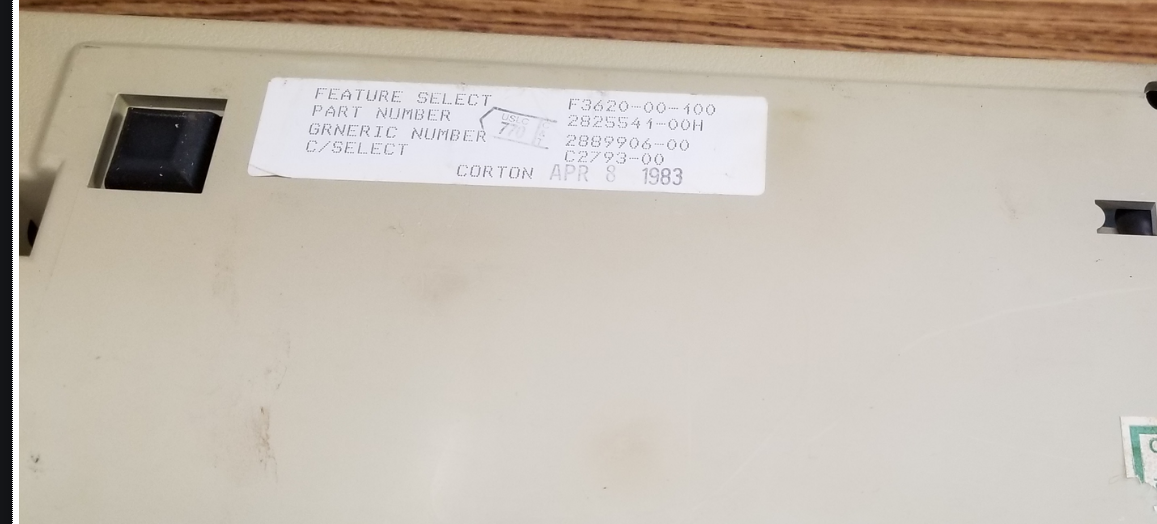 FEATURE SELECT F3620-00-100
PART NUMBER 2825541-00H
GRNERIC NUMBER 2889906-00
C/SELECT C2793-00
CORTON APR 8 1983